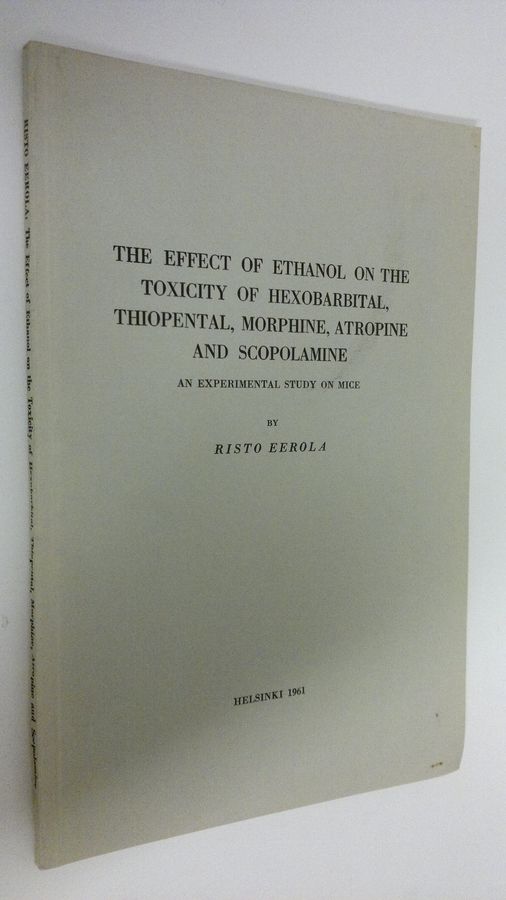 THE EFFECT OF ETHANOL ON THE
TOXICITY OF HEXOBARBITAL,
THIOPENTAL, MORPHINE, ATROPINE
AND SCOPOLAMINE
AN EXPERIMENTAL STUDY ON MICE
BY
RISTO EEROLA
HELSINKI 1961
RISTO EEROLA: The Effect of Ethanol on the Toxicity of Hexobarbital, Thiopental, Morphine, Atropine and Scopolamine